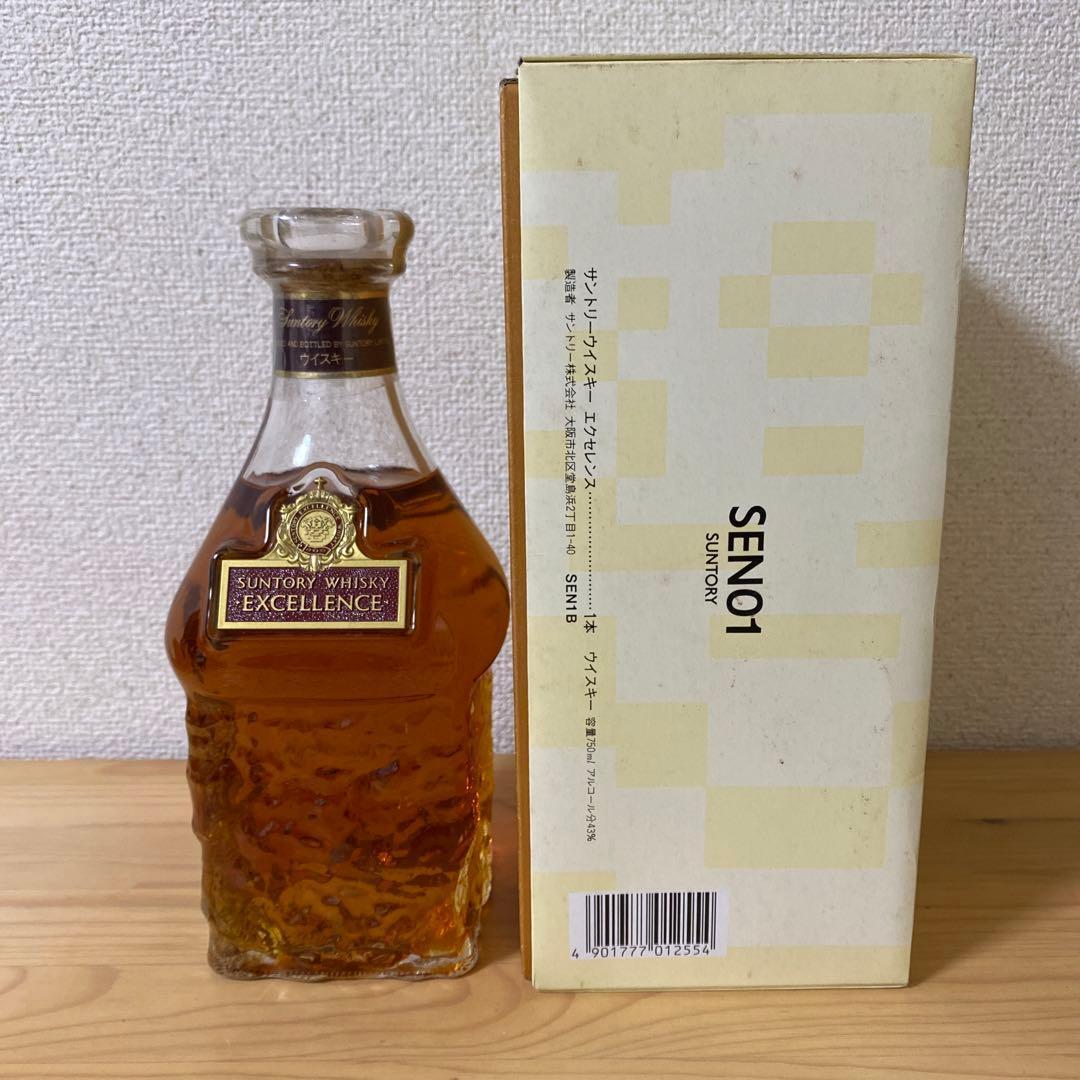 Suntory Whisky
AND BOTTLED BY SUNTORY
ウイスキー
SUNTORY WHISKY
EXCELLENCE
SEN01
SUNTORY
サントリーウイスキー エクセレンス…………………… 1本 ウイスキー 容量750ml アルコール分43%
製造者 サントリー株式会社 大阪市北区堂島浜2丁目1-40 SEN1B
4 901777 012554